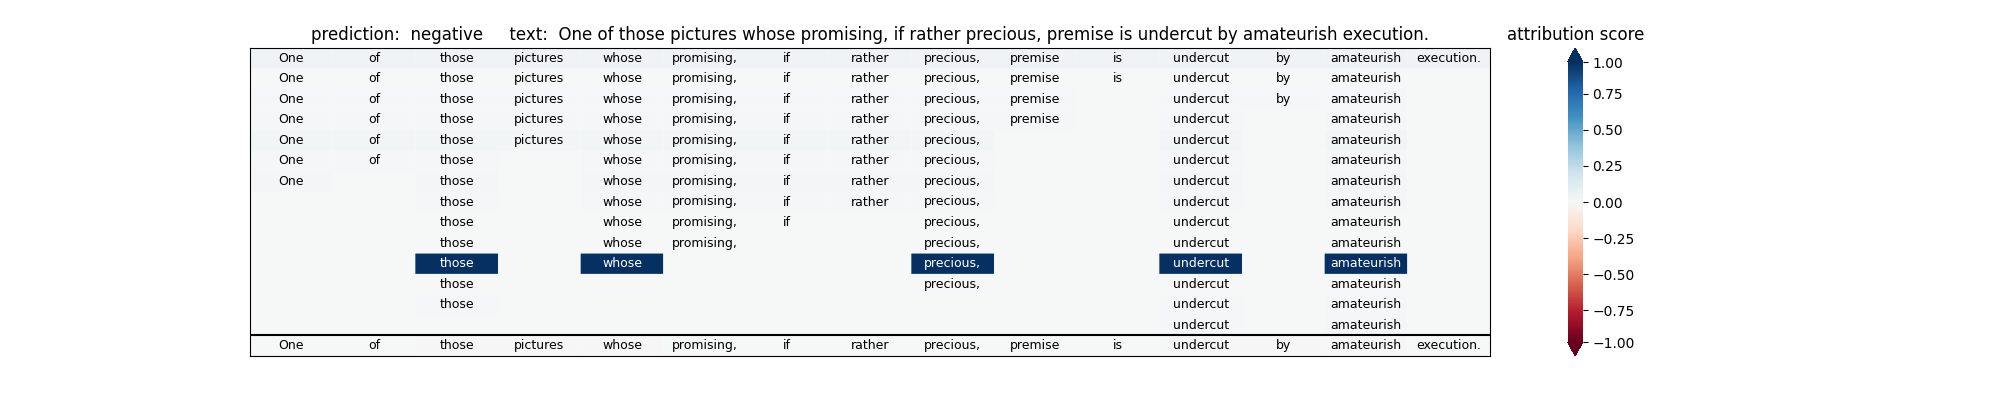 prediction: negative text: One of those pictures whose promising, if rather precious, premise is undercut by amateurish execution. attribution score
One of those pictures whose promising, if rather precious, premise is undercut by amateurish execution.
One of those pictures whose promising, if rather precious, premise is undercut by amateurish
One of those pictures whose promising, if rather precious, premise undercut by amateurish
One of those pictures whose promising, if rather precious, premise undercut amateurish
One of those pictures whose promising, if rather precious, undercut amateurish
One of those whose promising, if rather precious, undercut amateurish
One those whose promising, if rather precious, undercut amateurish
those whose promising, if rather precious, undercut amateurish
those whose promising, if precious, undercut amateurish
those whose promising, precious, undercut amateurish
those whose precious, undercut amateurish
those precious, undercut amateurish
those undercut amateurish
undercut amateurish
One of those pictures whose promising, if rather precious, premise is undercut by amateurish execution.
1.00
0.75
0.50
0.25
0.00
−0.25
−0.50
−0.75
−1.00